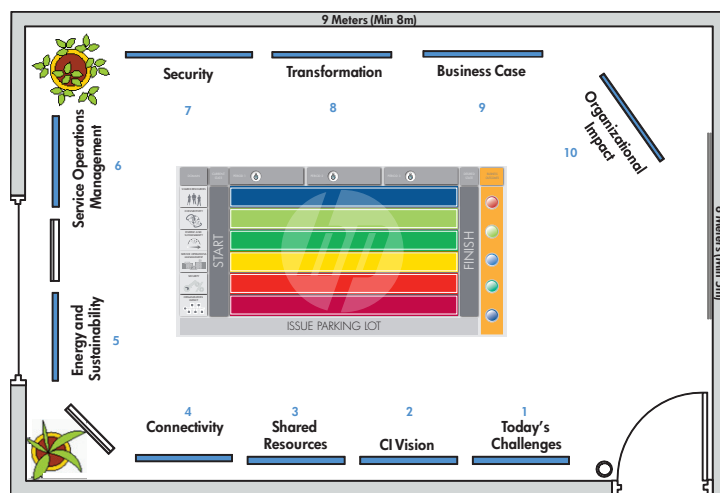 9 Meters (Min 8m)
Security
Transformation
Business Case
7
8
9
Organizational
Impact
10
Service Operations
Management
6
START
FINISH
hp
ISSUE PARKING LOT
Energy and
Sustainability
5
4
3
2
1
Connectivity
Shared
Resources
CI Vision
Today's
Challenges